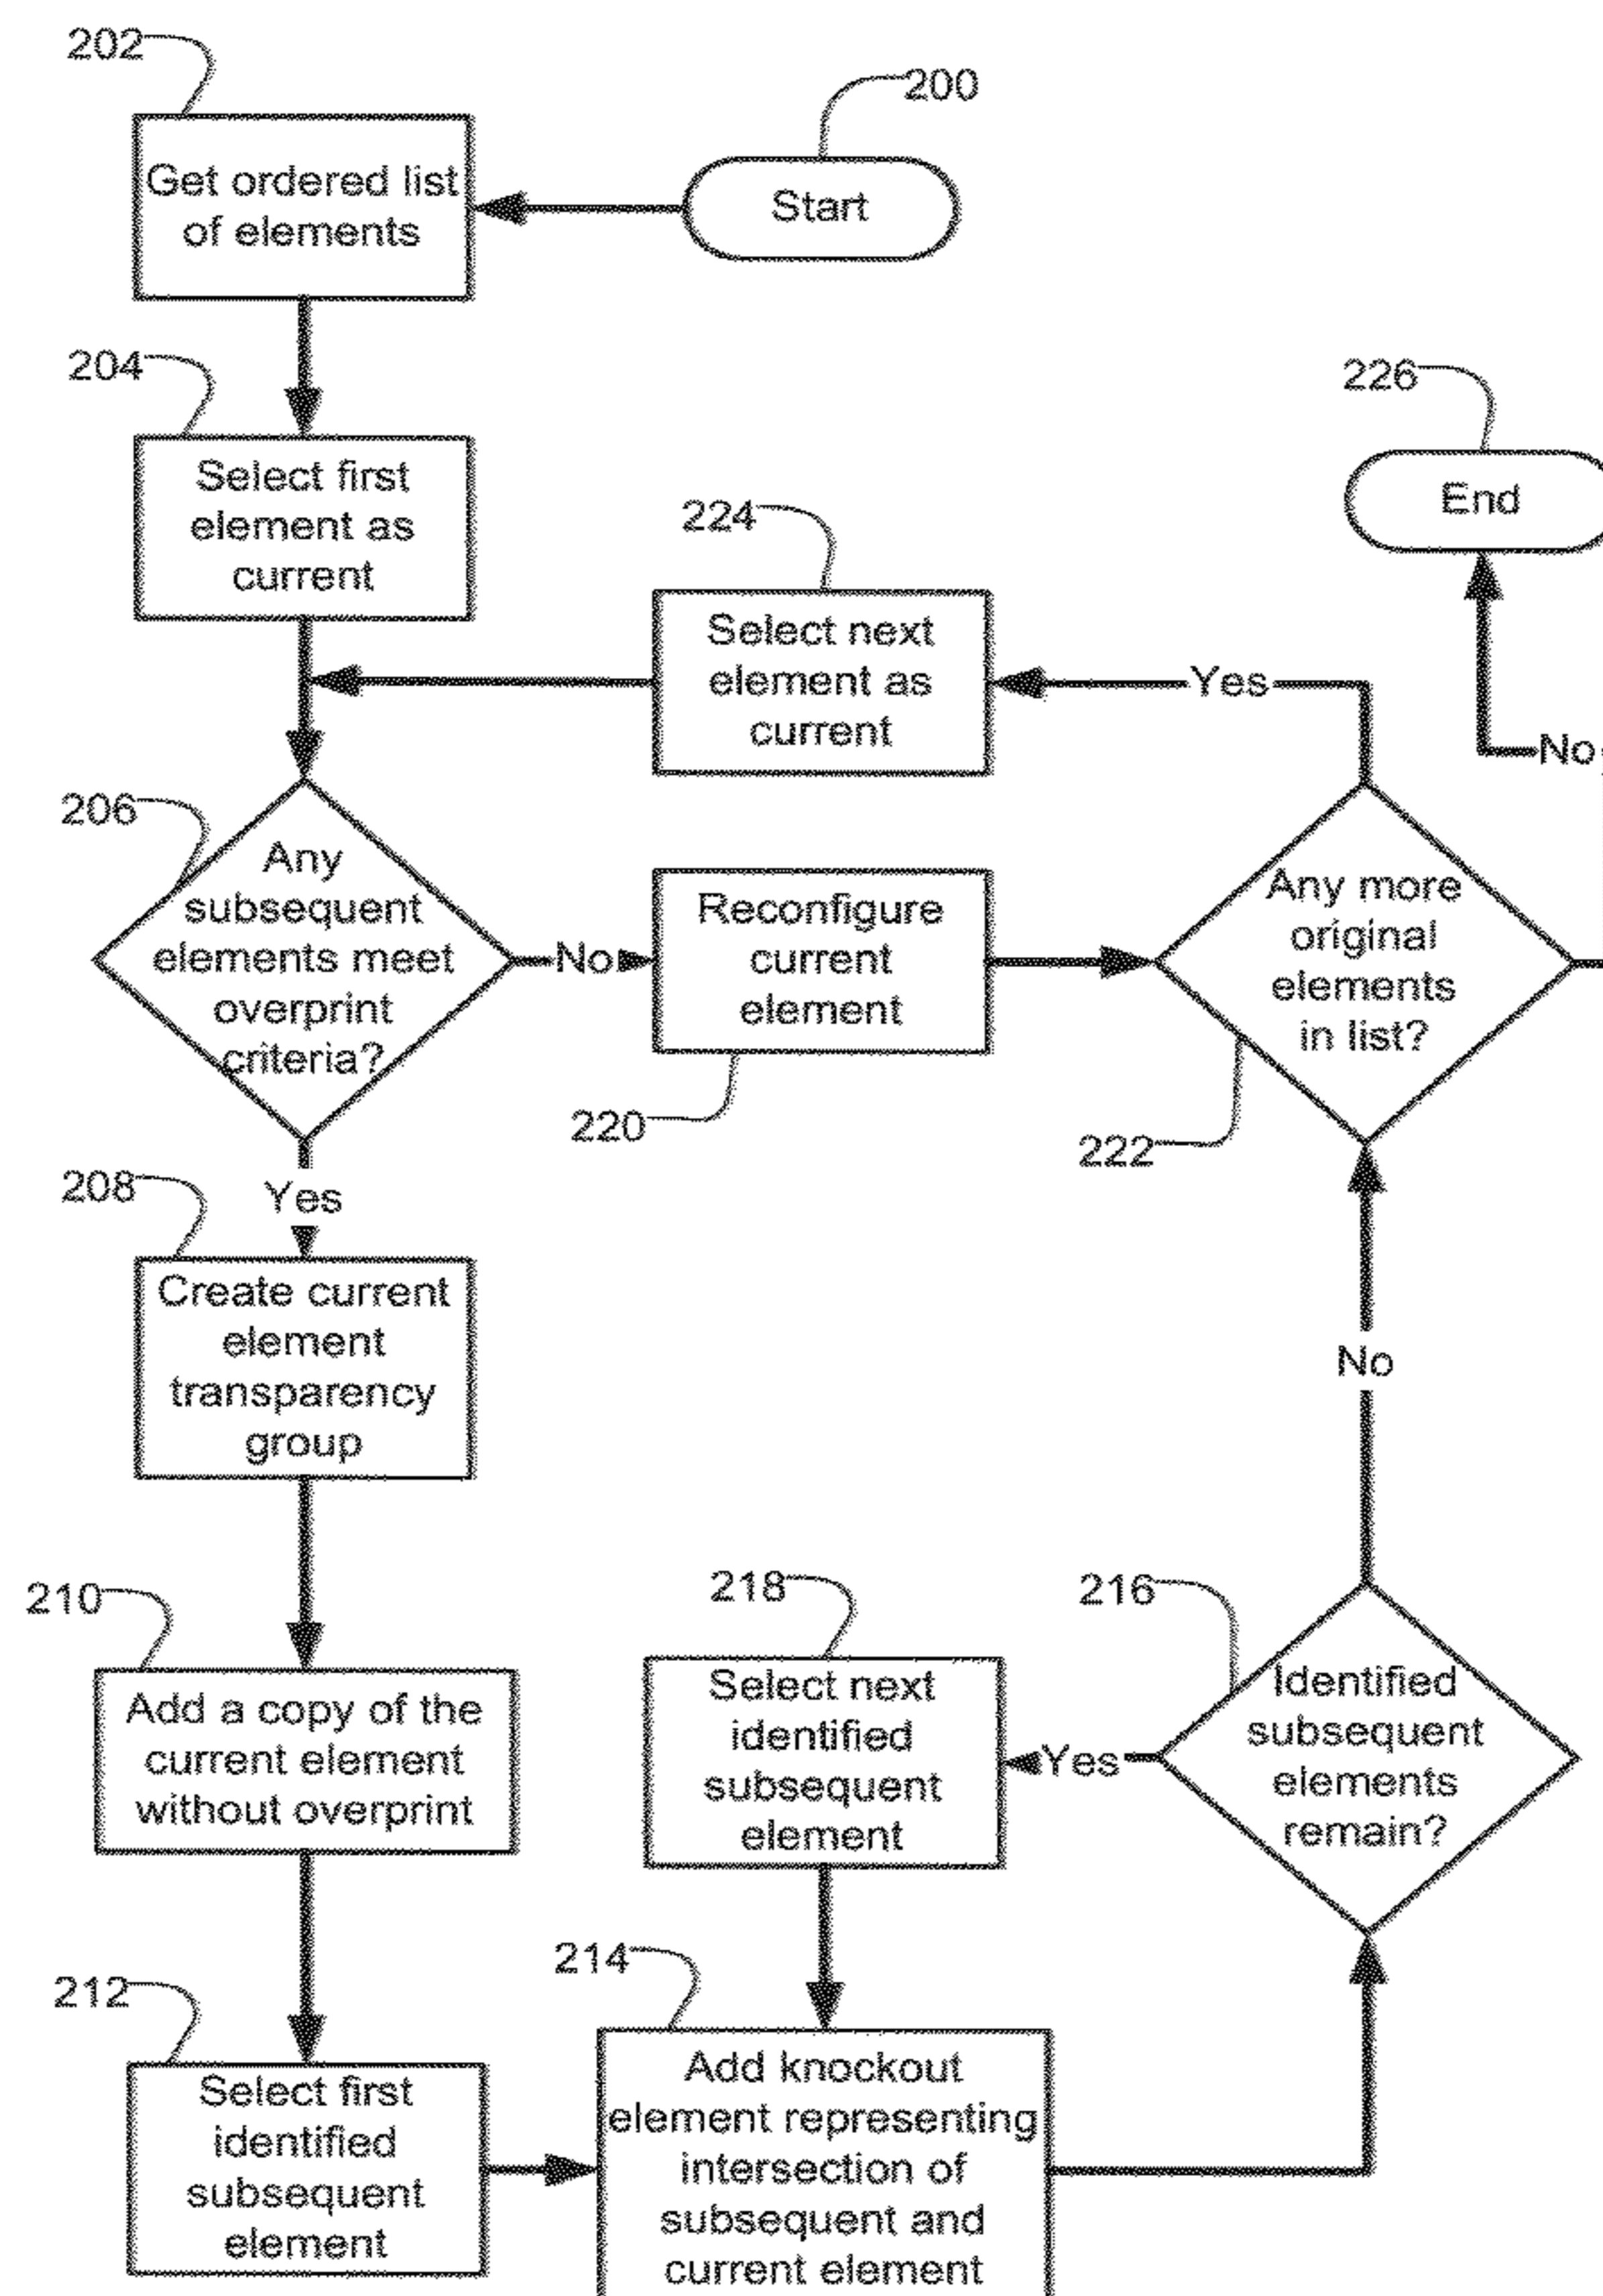 202
200
Get ordered list
of elements
Start
204
226
Select first
element as
current
End
224
Select next
element as
current
Yes
No
206
Any
subsequent
elements meet
overprint
criteria?
No
Reconfigure
current
element
Any more
original
elements
in list?
220
222
208
Yes
Create current
element
transparency
group
No
210
218
216
Add a copy of the
current element
without overprint
Select next
identified
subsequent
element
Yes
Identified
subsequent
elements
remain?
212
214
Select first
identified
subsequent
element
Add knockout
element representing
intersection of
subsequent and
current element